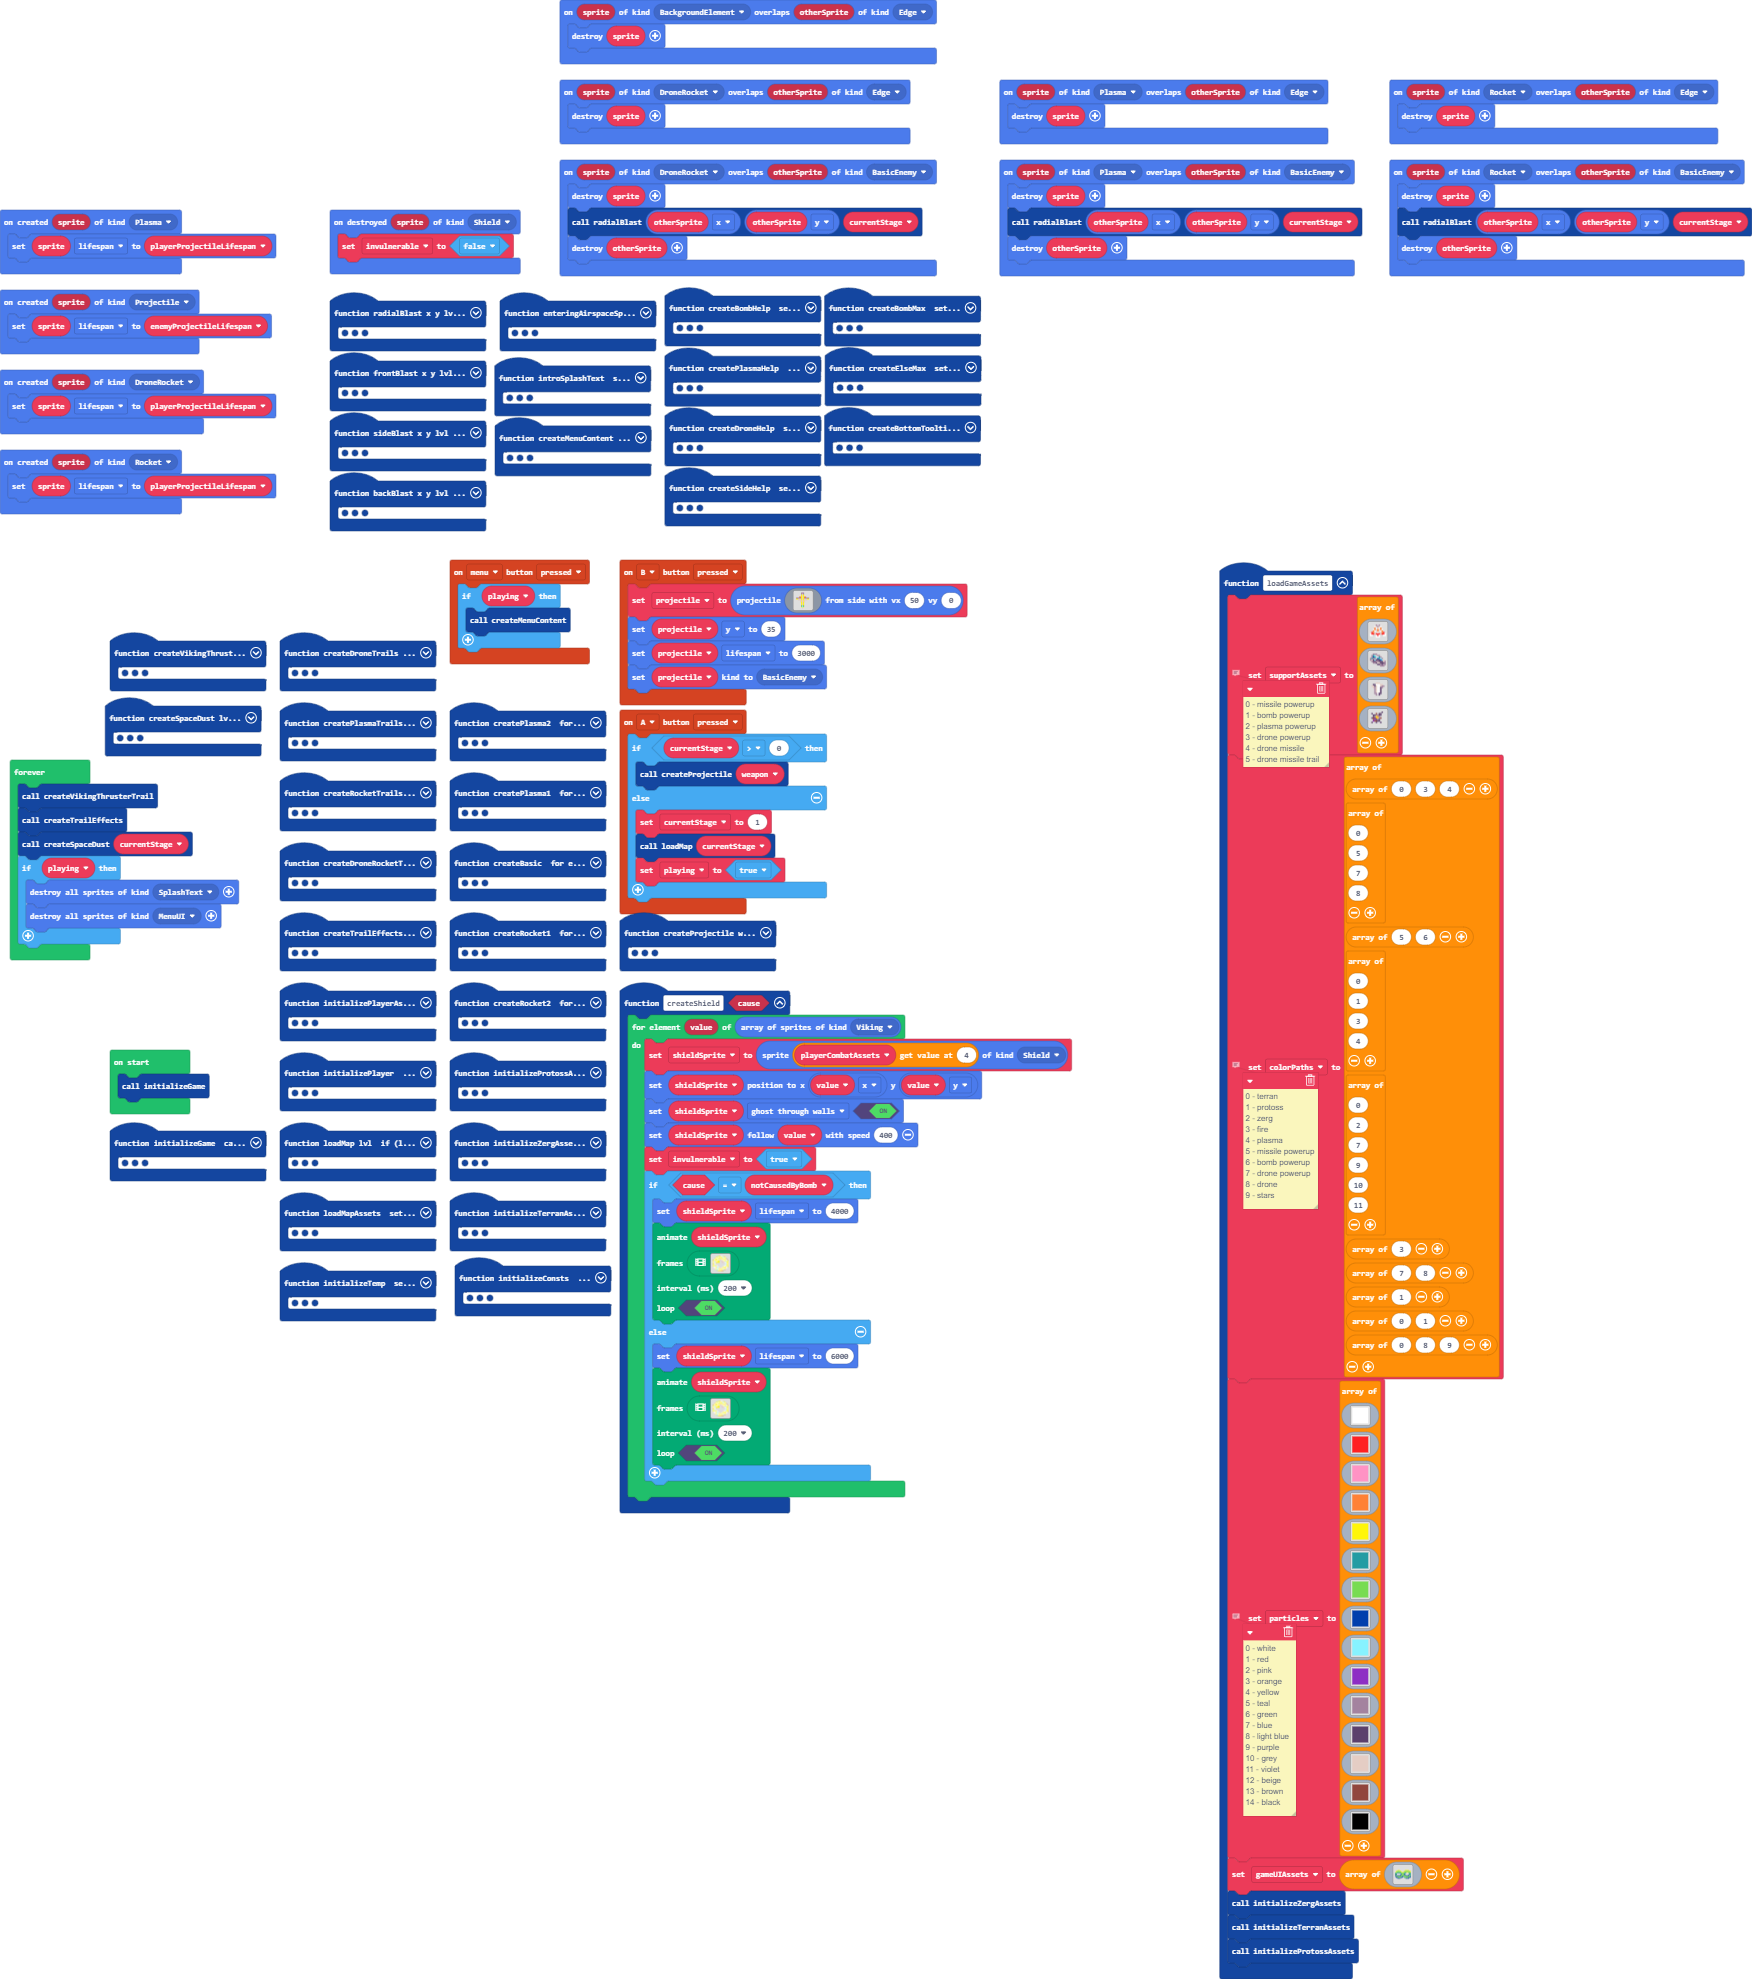 on sprite of kind BackgroundElement overlaps otherSprite of kind Edge
destroy sprite
on sprite of kind DroneRocket overlaps otherSprite of kind Edge
destroy sprite
on sprite of kind Plasma overlaps otherSprite of kind Edge
destroy sprite
on sprite of kind Rocket overlaps otherSprite of kind Edge
destroy sprite
on sprite of kind DroneRocket overlaps otherSprite of kind BasicEnemy
destroy sprite
call radialBlast otherSprite x otherSprite y currentStage
destroy otherSprite
on sprite of kind Plasma overlaps otherSprite of kind BasicEnemy
destroy sprite
call radialBlast otherSprite x otherSprite y currentStage
destroy otherSprite
on sprite of kind Rocket overlaps otherSprite of kind BasicEnemy
destroy sprite
call radialBlast otherSprite x otherSprite y currentStage
destroy otherSprite
on created sprite of kind Plasma
set sprite lifespan to playerProjectileLifespan
on destroyed sprite of kind Shield
set invulnerable to false
on created sprite of kind Projectile
set sprite lifespan to enemyProjectileLifespan
on created sprite of kind DroneRocket
set sprite lifespan to playerProjectileLifespan
on created sprite of kind Rocket
set sprite lifespan to playerProjectileLifespan
function radialBlast x y lv...
function frontBlast x y lvl...
function sideBlast x y lvl ...
function backBlast x y lvl ...
function enteringAirspaceSp...
function introSplashText s...
function createMenuContent ...
function createBombHelp se...
function createPlasmaHelp ...
function createDroneHelp s...
function createSideHelp se...
function createBombMax set...
function createElseMax set...
function createBottomToolti...
on menu button pressed
if playing then
call createMenuContent
on B button pressed
set projectile to projectile from side with vx 50 vy 0
set projectile y to 35
set projectile lifespan to 3000
set projectile kind to BasicEnemy
on A button pressed
if currentStage > 0 then
call createProjectile weapon
else
set currentStage to 1
call loadMap currentStage
set playing to true
function createProjectile w...
function createVikingThrust...
function createSpaceDust lv...
forever
call createVikingThrusterTrail
call createTrailEffects
call createSpaceDust currentStage
if playing then
destroy all sprites of kind SplashText
destroy all sprites of kind MenuUI
on start
call initializeGame
function initializeGame ca...
function createDroneTrails ...
function createPlasmaTrails...
function createRocketTrails...
function createDroneRocketT...
function createTrailEffects...
function initializePlayerAs...
function initializePlayer ...
function loadMap lvl if (l...
function loadMapAssets set...
function initializeTemp se...
function createPlasma2 for...
function createPlasma1 for...
function createBasic for e...
function createRocket1 for...
function createRocket2 for...
function initializeProtossA...
function initializeZergAsse...
function initializeTerranAs...
function initializeConsts ...
function createShield cause
for element value of array of sprites of kind Viking
do
set shieldSprite to sprite playerCombatAssets get value at 4 of kind Shield
set shieldSprite position to x value x y value y
set shieldSprite ghost through walls ON
set shieldSprite follow value with speed 400
set invulnerable to true
if cause = notCausedByBomb then
set shieldSprite lifespan to 4000
animate shieldSprite
frames
interval (ms) 200
loop ON
else
set shieldSprite lifespan to 6000
animate shieldSprite
frames
interval (ms) 200
loop ON
function loadGameAssets
array of
set supportAssets to
0 - missile powerup
1 - bomb powerup
2 - plasma powerup
3 - drone powerup
4 - drone missile
5 - drone missile trail
array of
array of 0 3 4
array of
0
5
7
8
array of 5 6
array of
0
1
3
4
set colorPaths to
0 - terran
1 - protoss
2 - zerg
3 - fire
4 - plasma
5 - missile powerup
6 - bomb powerup
7 - drone powerup
8 - drone
9 - stars
array of
0
2
7
9
10
11
array of 3
array of 7 8
array of 1
array of 0 1
array of 0 8 9
array of
set particles to
0 - white
1 - red
2 - pink
3 - orange
4 - yellow
5 - teal
6 - green
7 - blue
8 - light blue
9 - purple
10 - grey
11 - violet
12 - beige
13 - brown
14 - black
set gameUIAssets to array of
call initializeZergAssets
call initializeTerranAssets
call initializeProtossAssets